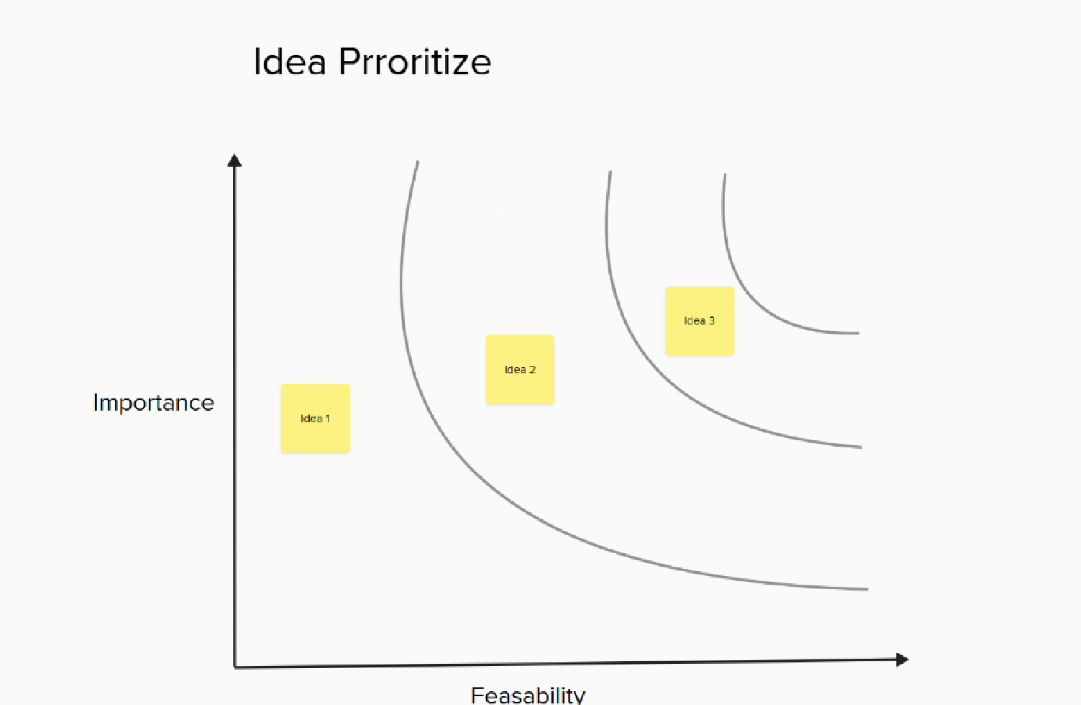 Idea Prroritize
Idea 3
Idea 2
Importance
Idea 1
Feasability